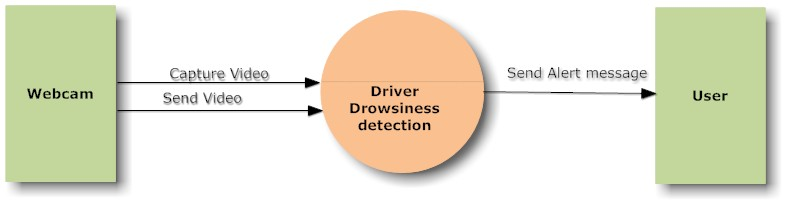 Webcam
Capture Video
Send Video
Driver
Drowsiness
detection
Send Alert message
User